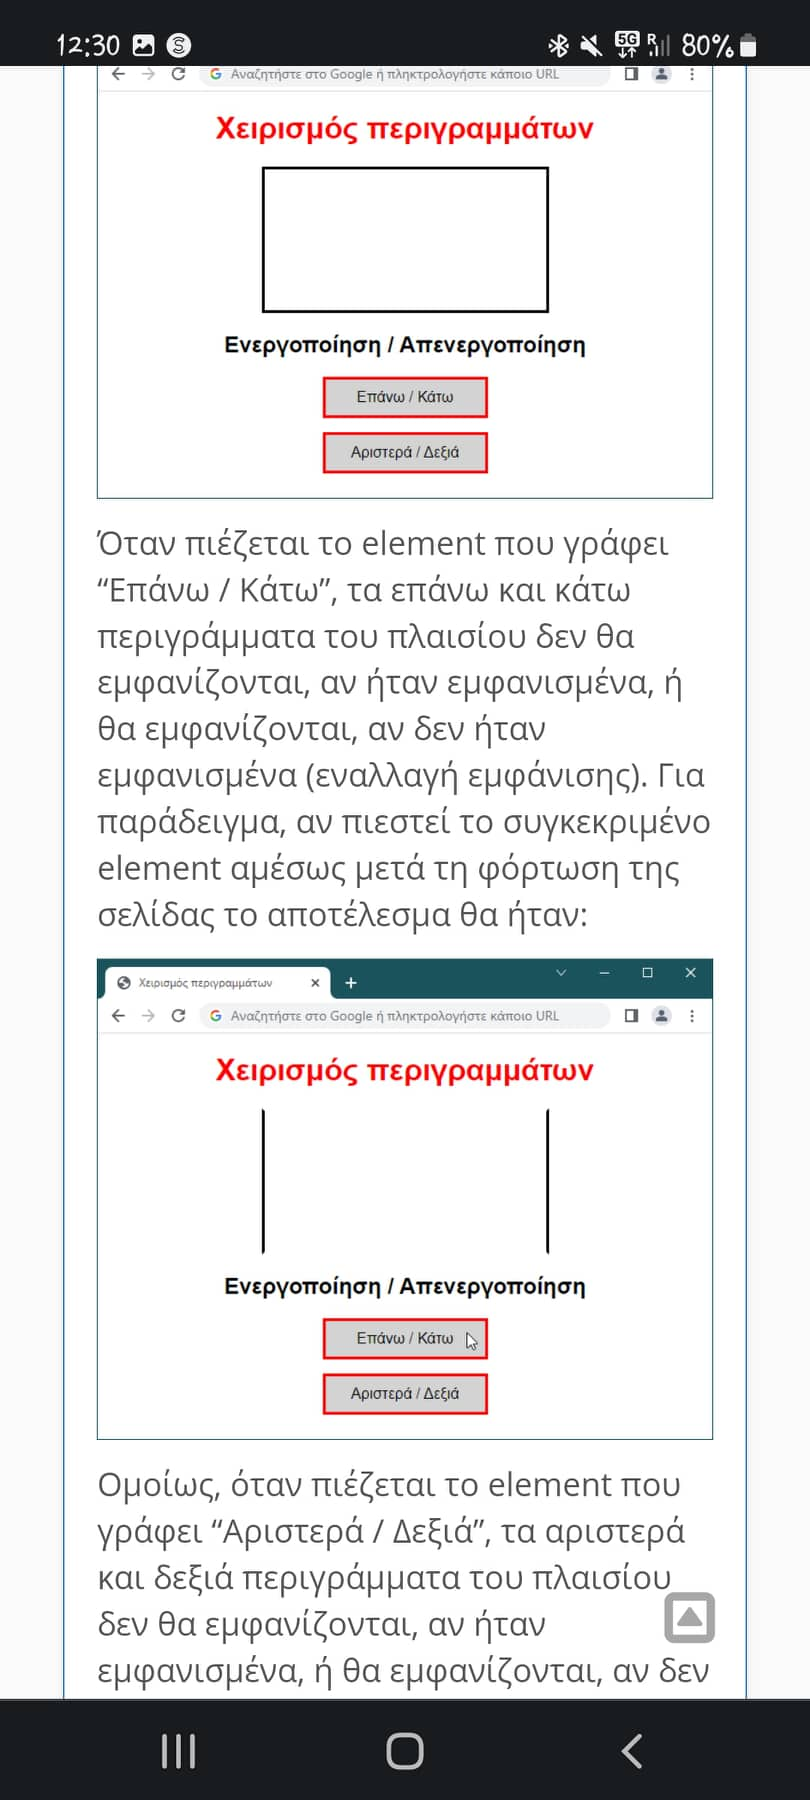 12:30
5G R 80%
Αναζητήστε στο Google ή πληκτρολογήστε κάποιο URL
Χειρισμός περιγραμμάτων
Ενεργοποίηση / Απενεργοποίηση
Επάνω / Κάτω
Αριστερά / Δεξιά
Όταν πιέζεται το element που γράφει
“Επάνω / Κάτω”, τα επάνω και κάτω
περιγράμματα του πλαισίου δεν θα
εμφανίζονται, αν ήταν εμφανισμένα, ή
θα εμφανίζονται, αν δεν ήταν
εμφανισμένα (εναλλαγή εμφάνισης). Για
παράδειγμα, αν πιεστεί το συγκεκριμένο
element αμέσως μετά τη φόρτωση της
σελίδας το αποτέλεσμα θα ήταν:
Χειρισμός περιγραμμάτων
Αναζητήστε στο Google ή πληκτρολογήστε κάποιο URL
Χειρισμός περιγραμμάτων
Ενεργοποίηση / Απενεργοποίηση
Επάνω / Κάτω
Αριστερά / Δεξιά
Ομοίως, όταν πιέζεται το element που
γράφει “Αριστερά / Δεξιά”, τα αριστερά
και δεξιά περιγράμματα του πλαισίου
δεν θα εμφανίζονται, αν ήταν
εμφανισμένα, ή θα εμφανίζονται, αν δεν